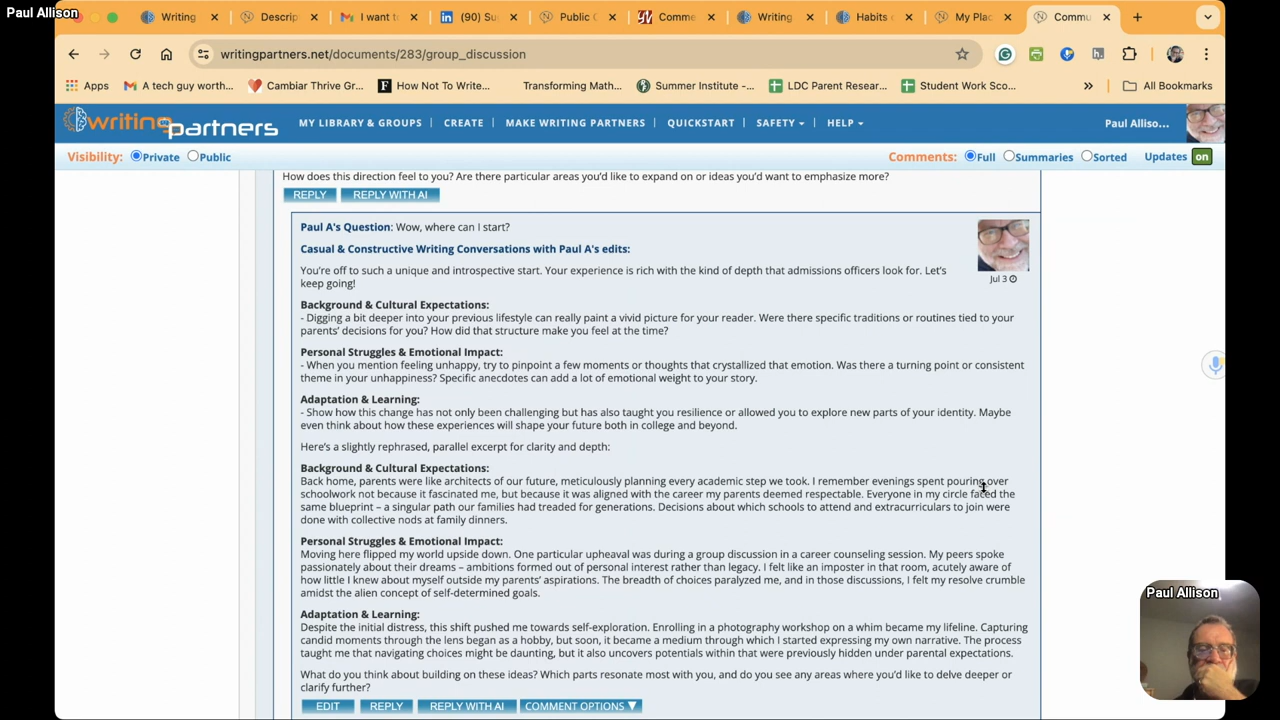 Paul Allison
Writing
Descrip
I want to
(90) Su
Public C
Comme
Writing
Habits o
My Plac
Commu
writingpartners.net/documents/283/group_discussion
Apps
A tech guy worth...
Cambiar Thrive Gr...
How Not To Write...
Transforming Math...
Summer Institute -...
LDC Parent Resear...
Student Work Sco...
»
All Bookmarks
writingpartners
MY LIBRARY & GROUPS
CREATE
MAKE WRITING PARTNERS
QUICKSTART
SAFETY
HELP
Paul Alliso...
Visibility: Private Public
Comments: Full Summaries Sorted Updates on
How does this direction feel to you? Are there particular areas you'd like to expand on or ideas you'd want to emphasize more?
REPLY REPLY WITH AI
Paul A's Question: Wow, where can I start?
Casual & Constructive Writing Conversations with Paul A's edits:
Jul 3
You're off to such a unique and introspective start. Your experience is rich with the kind of depth that admissions officers look for. Let's
keep going!
Background & Cultural Expectations:
- Digging a bit deeper into your previous lifestyle can really paint a vivid picture for your reader. Were there specific traditions or routines tied to your
parents' decisions for you? How did that structure make you feel at the time?
Personal Struggles & Emotional Impact:
- When you mention feeling unhappy, try to pinpoint a few moments or thoughts that crystallized that emotion. Was there a turning point or consistent
theme in your unhappiness? Specific anecdotes can add a lot of emotional weight to your story.
Adaptation & Learning:
- Show how this change has not only been challenging but has also taught you resilience or allowed you to explore new parts of your identity. Maybe
even think about how these experiences will shape your future both in college and beyond.
Here's a slightly rephrased, parallel excerpt for clarity and depth:
Background & Cultural Expectations:
Back home, parents were like architects of our future, meticulously planning every academic step we took. I remember evenings spent pouring over
schoolwork not because it fascinated me, but because it was aligned with the career my parents deemed respectable. Everyone in my circle faced the
same blueprint – a singular path our families had treaded for generations. Decisions about which schools to attend and extracurriculars to join were
done with collective nods at family dinners.
Personal Struggles & Emotional Impact:
Moving here flipped my world upside down. One particular upheaval was during a group discussion in a career counseling session. My peers spoke
passionately about their dreams – ambitions formed out of personal interest rather than legacy. I felt like an imposter in that room, acutely aware of
how little I knew about myself outside my parents' aspirations. The breadth of choices paralyzed me, and in those discussions, I felt my resolve crumble
amidst the alien concept of self-determined goals.
Adaptation & Learning:
Despite the initial distress, this shift pushed me towards self-exploration. Enrolling in a photography workshop on a whim became my lifeline. Capturing
candid moments through the lens began as a hobby, but soon, it became a medium through which I started expressing my own narrative. The process
taught me that navigating choices might be daunting, but it also uncovers potentials within that were previously hidden under parental expectations.
What do you think about building on these ideas? Which parts resonate most with you, and do you see any areas where you'd like to delve deeper or
clarify further?
EDIT REPLY REPLY WITH AI COMMENT OPTIONS ▼
Paul Allison